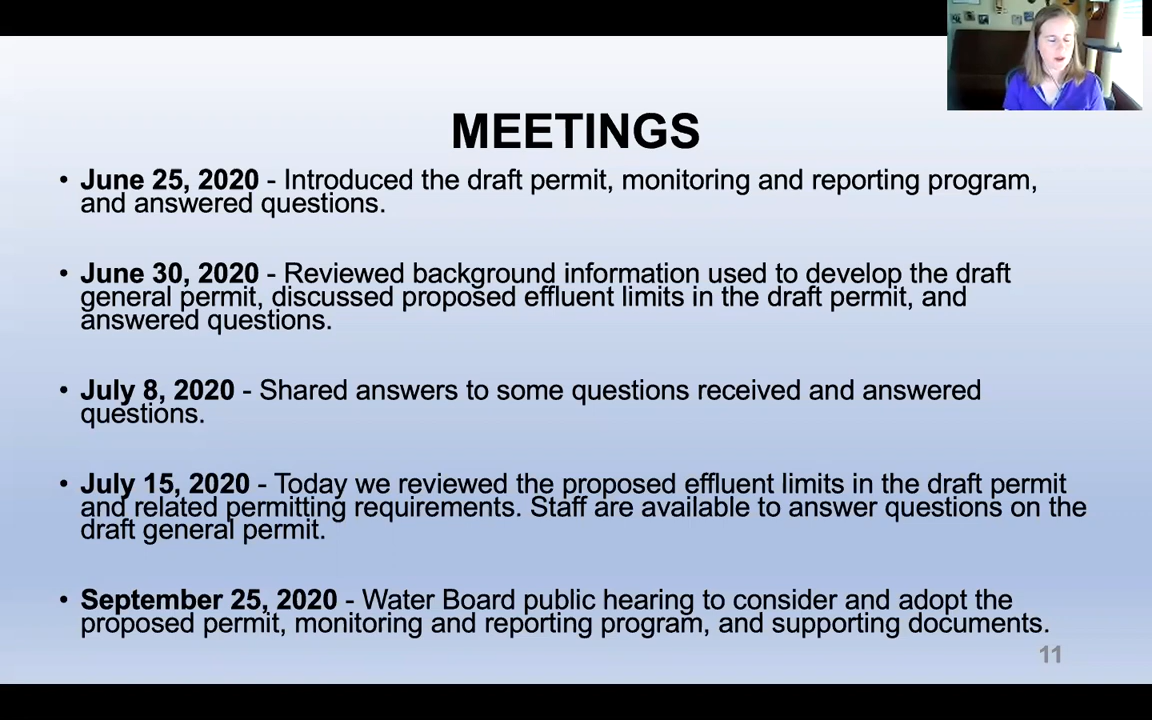 MEETINGS
• June 25, 2020 - Introduced the draft permit, monitoring and reporting program,
and answered questions.
• June 30, 2020 - Reviewed background information used to develop the draft
general permit, discussed proposed effluent limits in the draft permit, and
answered questions.
• July 8, 2020 - Shared answers to some questions received and answered
questions.
• July 15, 2020 - Today we reviewed the proposed effluent limits in the draft permit
and related permitting requirements. Staff are available to answer questions on the
draft general permit.
• September 25, 2020 - Water Board public hearing to consider and adopt the
proposed permit, monitoring and reporting program, and supporting documents.
11